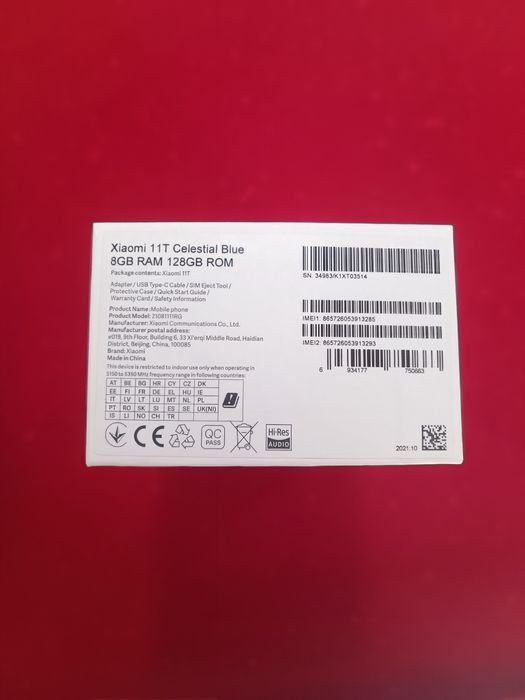 Xiaomi 11T Celestial Blue
8GB RAM 128GB ROM
Package contents: Xiaomi 11T
Adapter / USB Type-C Cable / SIM Eject Tool /
Protective Case / Quick Start Guide /
Warranty Card / Safety Information
Product Name: Mobile phone
Product Model: 21081111RG
Manufacturer: Xiaomi Communications Co., Ltd.
Manufacturer postal address:
#019, 9th Floor, Building 6, 33 Xi'erqi Middle Road, Haidian
District, Beijing, China, 100085
Brand: Xiaomi
Made in China
This device is restricted to indoor use only when operating in
5150 to 5350 MHz frequency range in following countries:
AT BE BG HR CY CZ DK
EE FI FR DE EL HU IE
IT LV LT LU MT NL PL
PT RO SK SI ES SE UK(NI)
IS LI NO CH TR
CE
QC
PASS
Hi-Res
AUDIO
SN: 34983/K1XT03514
IMEI1: 865726053913285
IMEI2: 865726053913293
6 934177 750663
2021.10